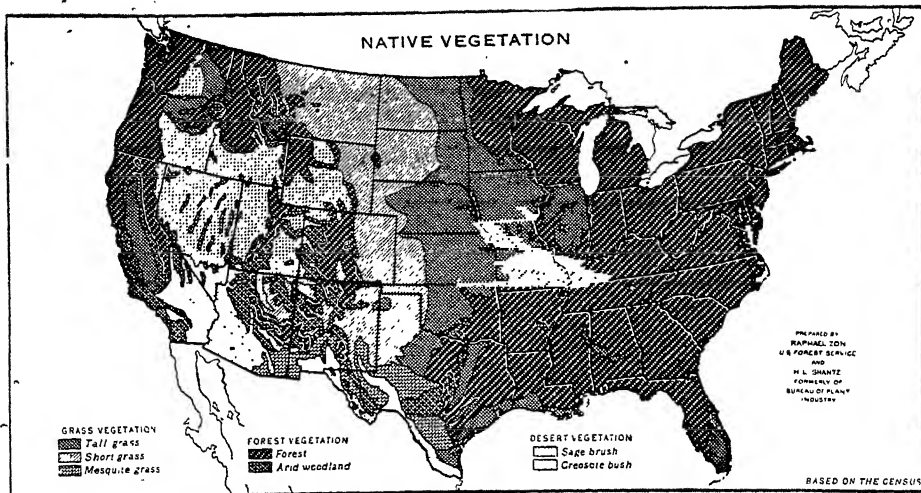 NATIVE VEGETATION
PREPARED BY
RAPHAEL ZON
U S FOREST SERVICE
AND
H L SHANTZ
FORMERLY OF
BUREAU OF PLANT
INDUSTRY
GRASS VEGETATION
Tall grass
Short grass
Mesquite grass
FOREST VEGETATION
Forest
Arid woodland
DESERT VEGETATION
Sage brush
Creosote bush
BASED ON THE CENSUS